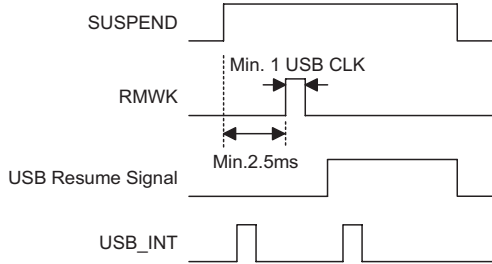 SUSPEND
Min. 1 USB CLK
RMWK
Min.2.5ms
USB Resume Signal
USB_INT